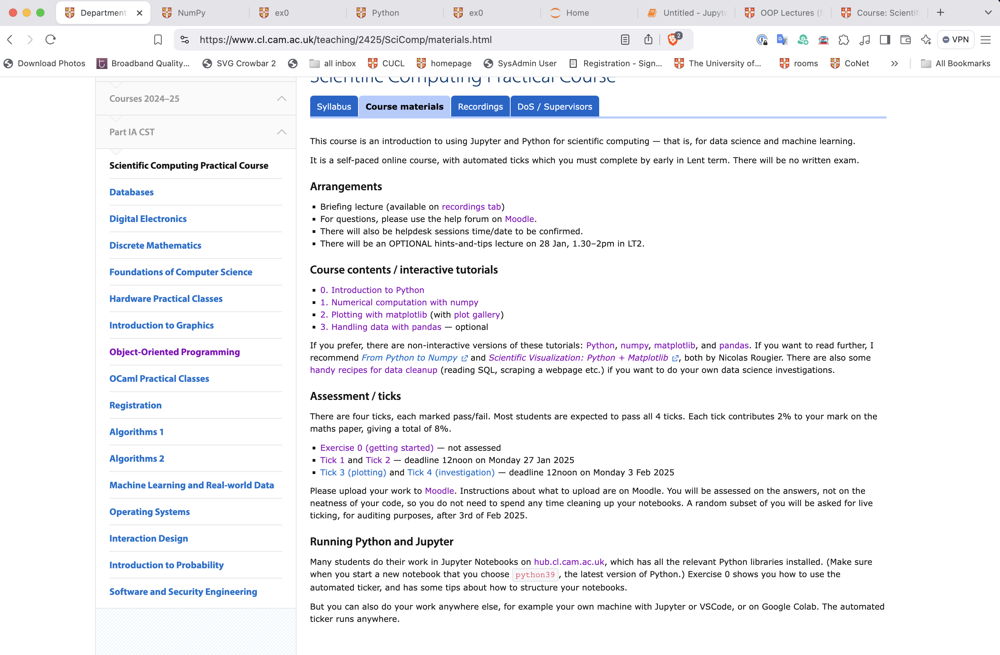 Department
NumPy
ex0
Python
ex0
Home
Untitled - Jupyte
OOP Lectures (f
Course: Scientif
https://www.cl.cam.ac.uk/teaching/2425/SciComp/materials.html
2
VPN
Download Photos
Broadband Quality...
SVG Crowbar 2
all inbox
CUCL
homepage
SysAdmin User
Registration - Sign...
The University of...
rooms
CoNet
All Bookmarks
Courses 2024–25
Part IA CST
Scientific Computing Practical Course
Databases
Digital Electronics
Discrete Mathematics
Foundations of Computer Science
Hardware Practical Classes
Introduction to Graphics
Object-Oriented Programming
OCaml Practical Classes
Registration
Algorithms 1
Algorithms 2
Machine Learning and Real-world Data
Operating Systems
Interaction Design
Introduction to Probability
Software and Security Engineering
Scientific Computing Practical Course
Syllabus
Course materials
Recordings
DoS / Supervisors
This course is an introduction to using Jupyter and Python for scientific computing — that is, for data science and machine learning.
It is a self-paced online course, with automated ticks which you must complete by early in Lent term. There will be no written exam.
Arrangements
▪ Briefing lecture (available on recordings tab)
▪ For questions, please use the help forum on Moodle.
▪ There will also be helpdesk sessions time/date to be confirmed.
▪ There will be an OPTIONAL hints-and-tips lecture on 28 Jan, 1.30–2pm in LT2.
Course contents / interactive tutorials
▪ 0. Introduction to Python
▪ 1. Numerical computation with numpy
▪ 2. Plotting with matplotlib (with plot gallery)
▪ 3. Handling data with pandas — optional
If you prefer, there are non-interactive versions of these tutorials: Python, numpy, matplotlib, and pandas. If you want to read further, I
recommend From Python to Numpy and Scientific Visualization: Python + Matplotlib , both by Nicolas Rougier. There are also some
handy recipes for data cleanup (reading SQL, scraping a webpage etc.) if you want to do your own data science investigations.
Assessment / ticks
There are four ticks, each marked pass/fail. Most students are expected to pass all 4 ticks. Each tick contributes 2% to your mark on the
maths paper, giving a total of 8%.
▪ Exercise 0 (getting started) — not assessed
▪ Tick 1 and Tick 2 — deadline 12noon on Monday 27 Jan 2025
▪ Tick 3 (plotting) and Tick 4 (investigation) — deadline 12noon on Monday 3 Feb 2025
Please upload your work to Moodle. Instructions about what to upload are on Moodle. You will be assessed on the answers, not on the
neatness of your code, so you do not need to spend any time cleaning up your notebooks. A random subset of you will be asked for live
ticking, for auditing purposes, after 3rd of Feb 2025.
Running Python and Jupyter
Many students do their work in Jupyter Notebooks on hub.cl.cam.ac.uk, which has all the relevant Python libraries installed. (Make sure
when you start a new notebook that you choose python39, the latest version of Python.) Exercise 0 shows you how to use the
automated ticker, and has some tips about how to structure your notebooks.
But you can also do your work anywhere else, for example your own machine with Jupyter or VSCode, or on Google Colab. The automated
ticker runs anywhere.